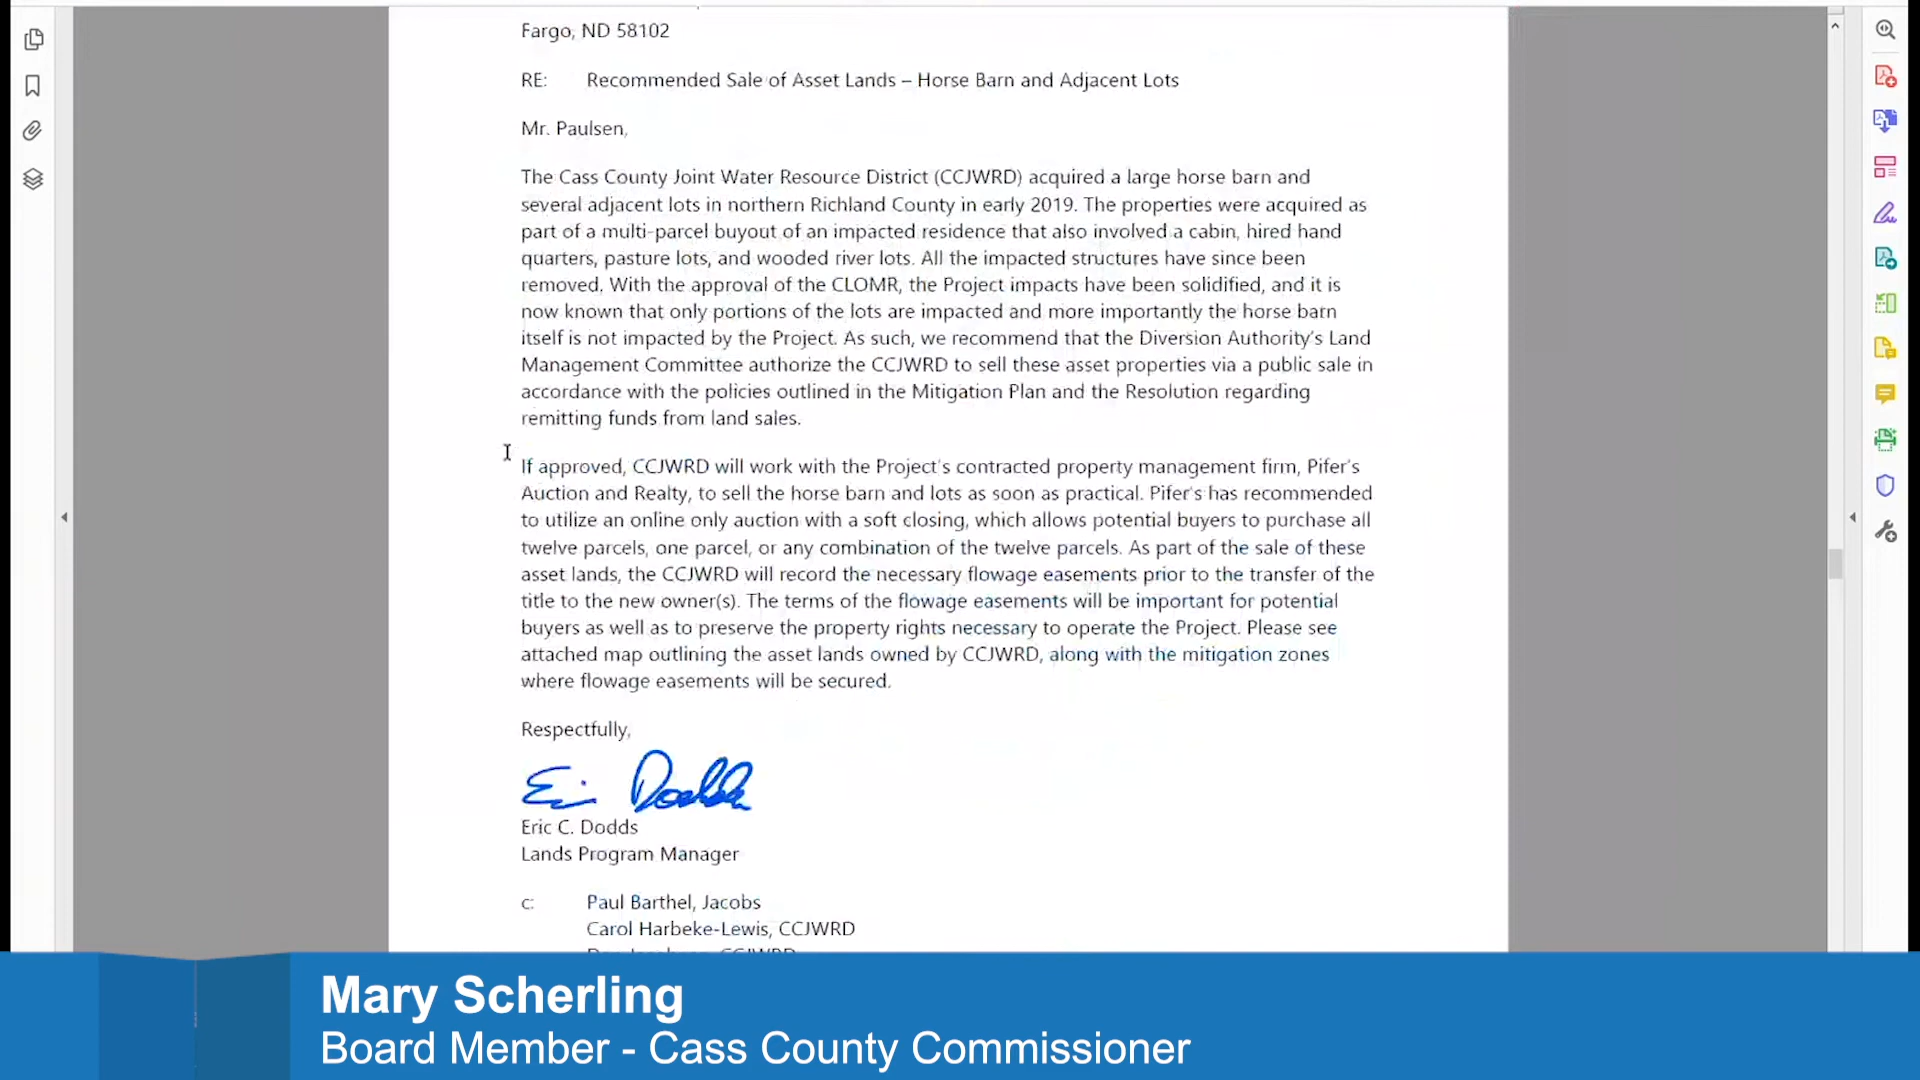 Fargo, ND 58102
RE: Recommended Sale of Asset Lands – Horse Barn and Adjacent Lots
Mr. Paulsen,
The Cass County Joint Water Resource District (CCJWRD) acquired a large horse barn and
several adjacent lots in northern Richland County in early 2019. The properties were acquired as
part of a multi-parcel buyout of an impacted residence that also involved a cabin, hired hand
quarters, pasture lots, and wooded river lots. All the impacted structures have since been
removed. With the approval of the CLOMR, the Project impacts have been solidified, and it is
now known that only portions of the lots are impacted and more importantly the horse barn
itself is not impacted by the Project. As such, we recommend that the Diversion Authority's Land
Management Committee authorize the CCJWRD to sell these asset properties via a public sale in
accordance with the policies outlined in the Mitigation Plan and the Resolution regarding
remitting funds from land sales.
If approved, CCJWRD will work with the Project's contracted property management firm, Pifer's
Auction and Realty, to sell the horse barn and lots as soon as practical. Pifer's has recommended
to utilize an online only auction with a soft closing, which allows potential buyers to purchase all
twelve parcels, one parcel, or any combination of the twelve parcels. As part of the sale of these
asset lands, the CCJWRD will record the necessary flowage easements prior to the transfer of the
title to the new owner(s). The terms of the flowage easements will be important for potential
buyers as well as to preserve the property rights necessary to operate the Project. Please see
attached map outlining the asset lands owned by CCJWRD, along with the mitigation zones
where flowage easements will be secured.
Respectfully,
Eric Dodds
Eric C. Dodds
Lands Program Manager
c: Paul Barthel, Jacobs
Carol Harbeke-Lewis, CCJWRD
Mary Scherling
Board Member - Cass County Commissioner